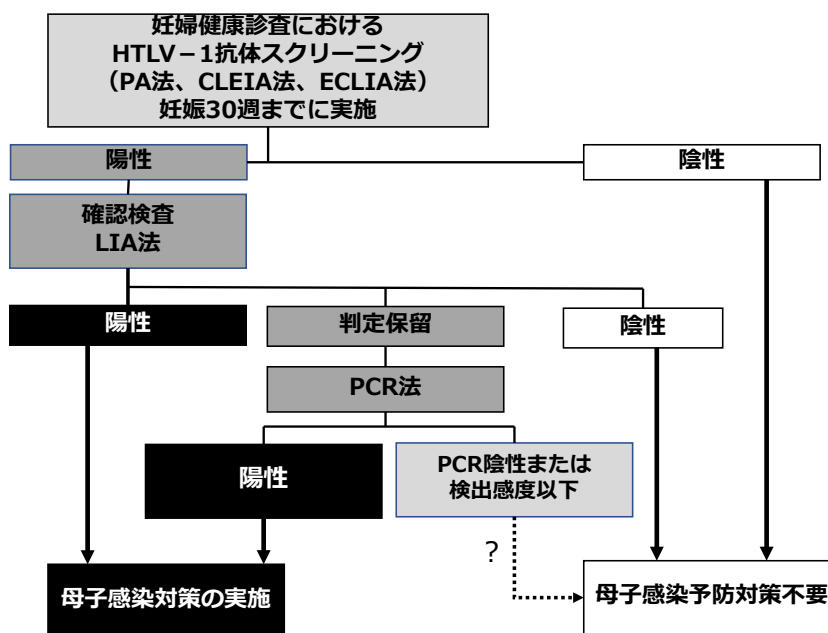 妊婦健康診査における
HTLV－1抗体スクリーニング
（PA法、CLEIA法、ECLIA法）
妊娠30週までに実施
陽性
陰性
確認検査
LIA法
陽性
判定保留
陰性
PCR法
陽性
PCR陰性または
検出感度以下
?
母子感染対策の実施
母子感染予防対策不要